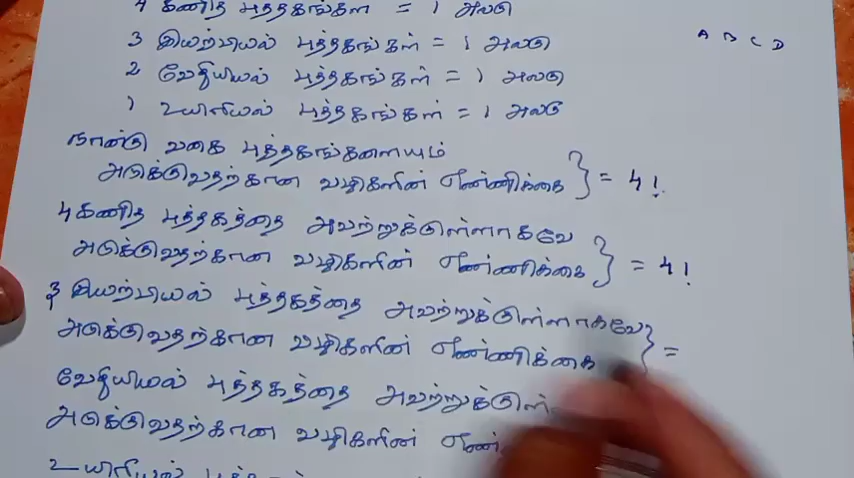 4 கணித புத்தகங்கள் = 1 அலகு
A B C D
3 இயற்பியல் புத்தகங்கள் = 1 அலகு
2 வேதியியல் புத்தகங்கள் = 1 அலகு
1 உயிரியல் புத்தகங்கள் = 1 அலகு
நான்கு வகை புத்தகங்களையும்
அடுக்குவதற்கான வழிகளின் எண்ணிக்கை } = 4!
4 கணித புத்தகத்தை அவற்றுக்குள்ளாகவே
அடுக்குவதற்கான வழிகளின் எண்ணிக்கை } = 4!
3 இயற்பியல் புத்தகத்தை அவற்றுக்குள்ளாகவே
அடுக்குவதற்கான வழிகளின் எண்ணிக்கை } =
வேதியியல் புத்தகத்தை
அடுக்குவதற்கான வழிகளின்
உயிரியல்